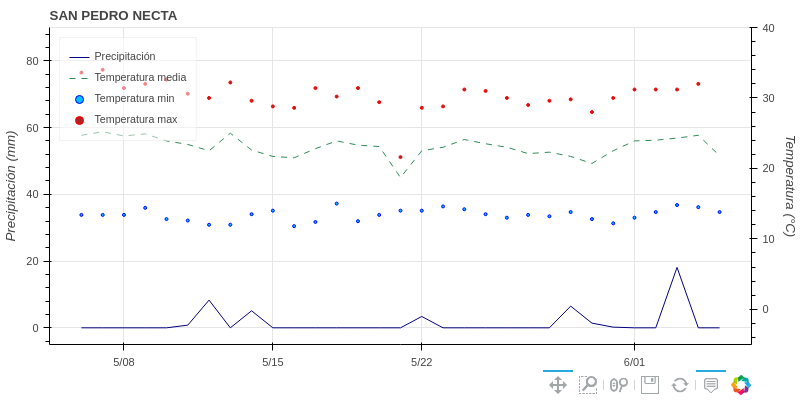 SAN PEDRO NECTA
Precipitación
Temperatura media
Temperatura min
Temperatura max
Precipitación (mm)
80
60
40
20
0
Temperatura (°C)
40
30
20
10
0
5/08
5/15
5/22
6/01